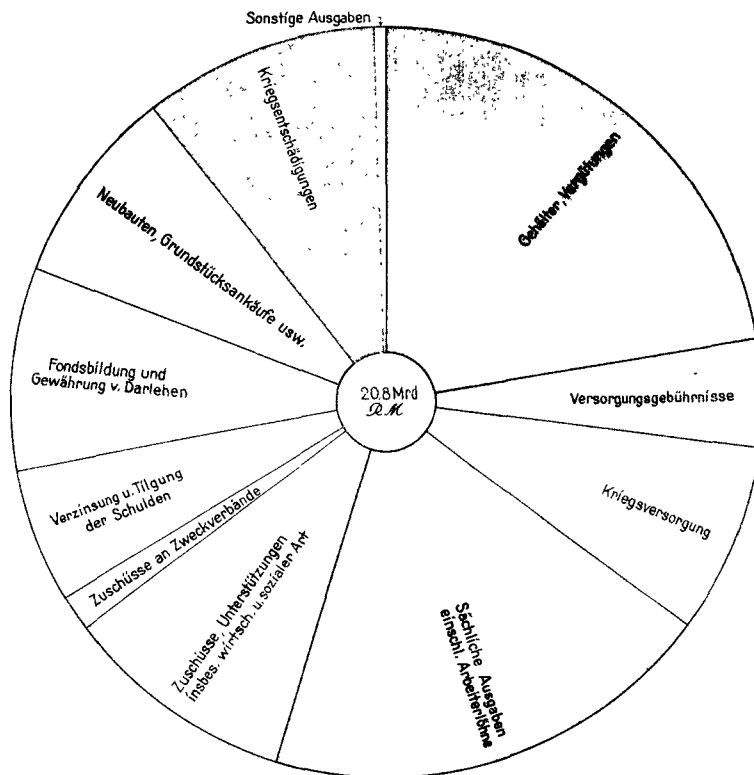 Sonstige Ausgaben
Kriegsentschädigungen
Gehälter, Vergütungen
Neubauten, Grundstücksankäufe usw.
Fondsbildung und
Gewährung v. Darlehen
20.8 Mrd
RM
Versorgungsgebührnisse
Kriegsversorgung
Verzinsung u. Tilgung
der Schulden
Zuschüsse an Zweckverbände
Zuschüsse, Unterstützungen
insbes. wirtsch. u. sozialer Art
Sächliche Ausgaben
einschl. Arbeiterlöhne